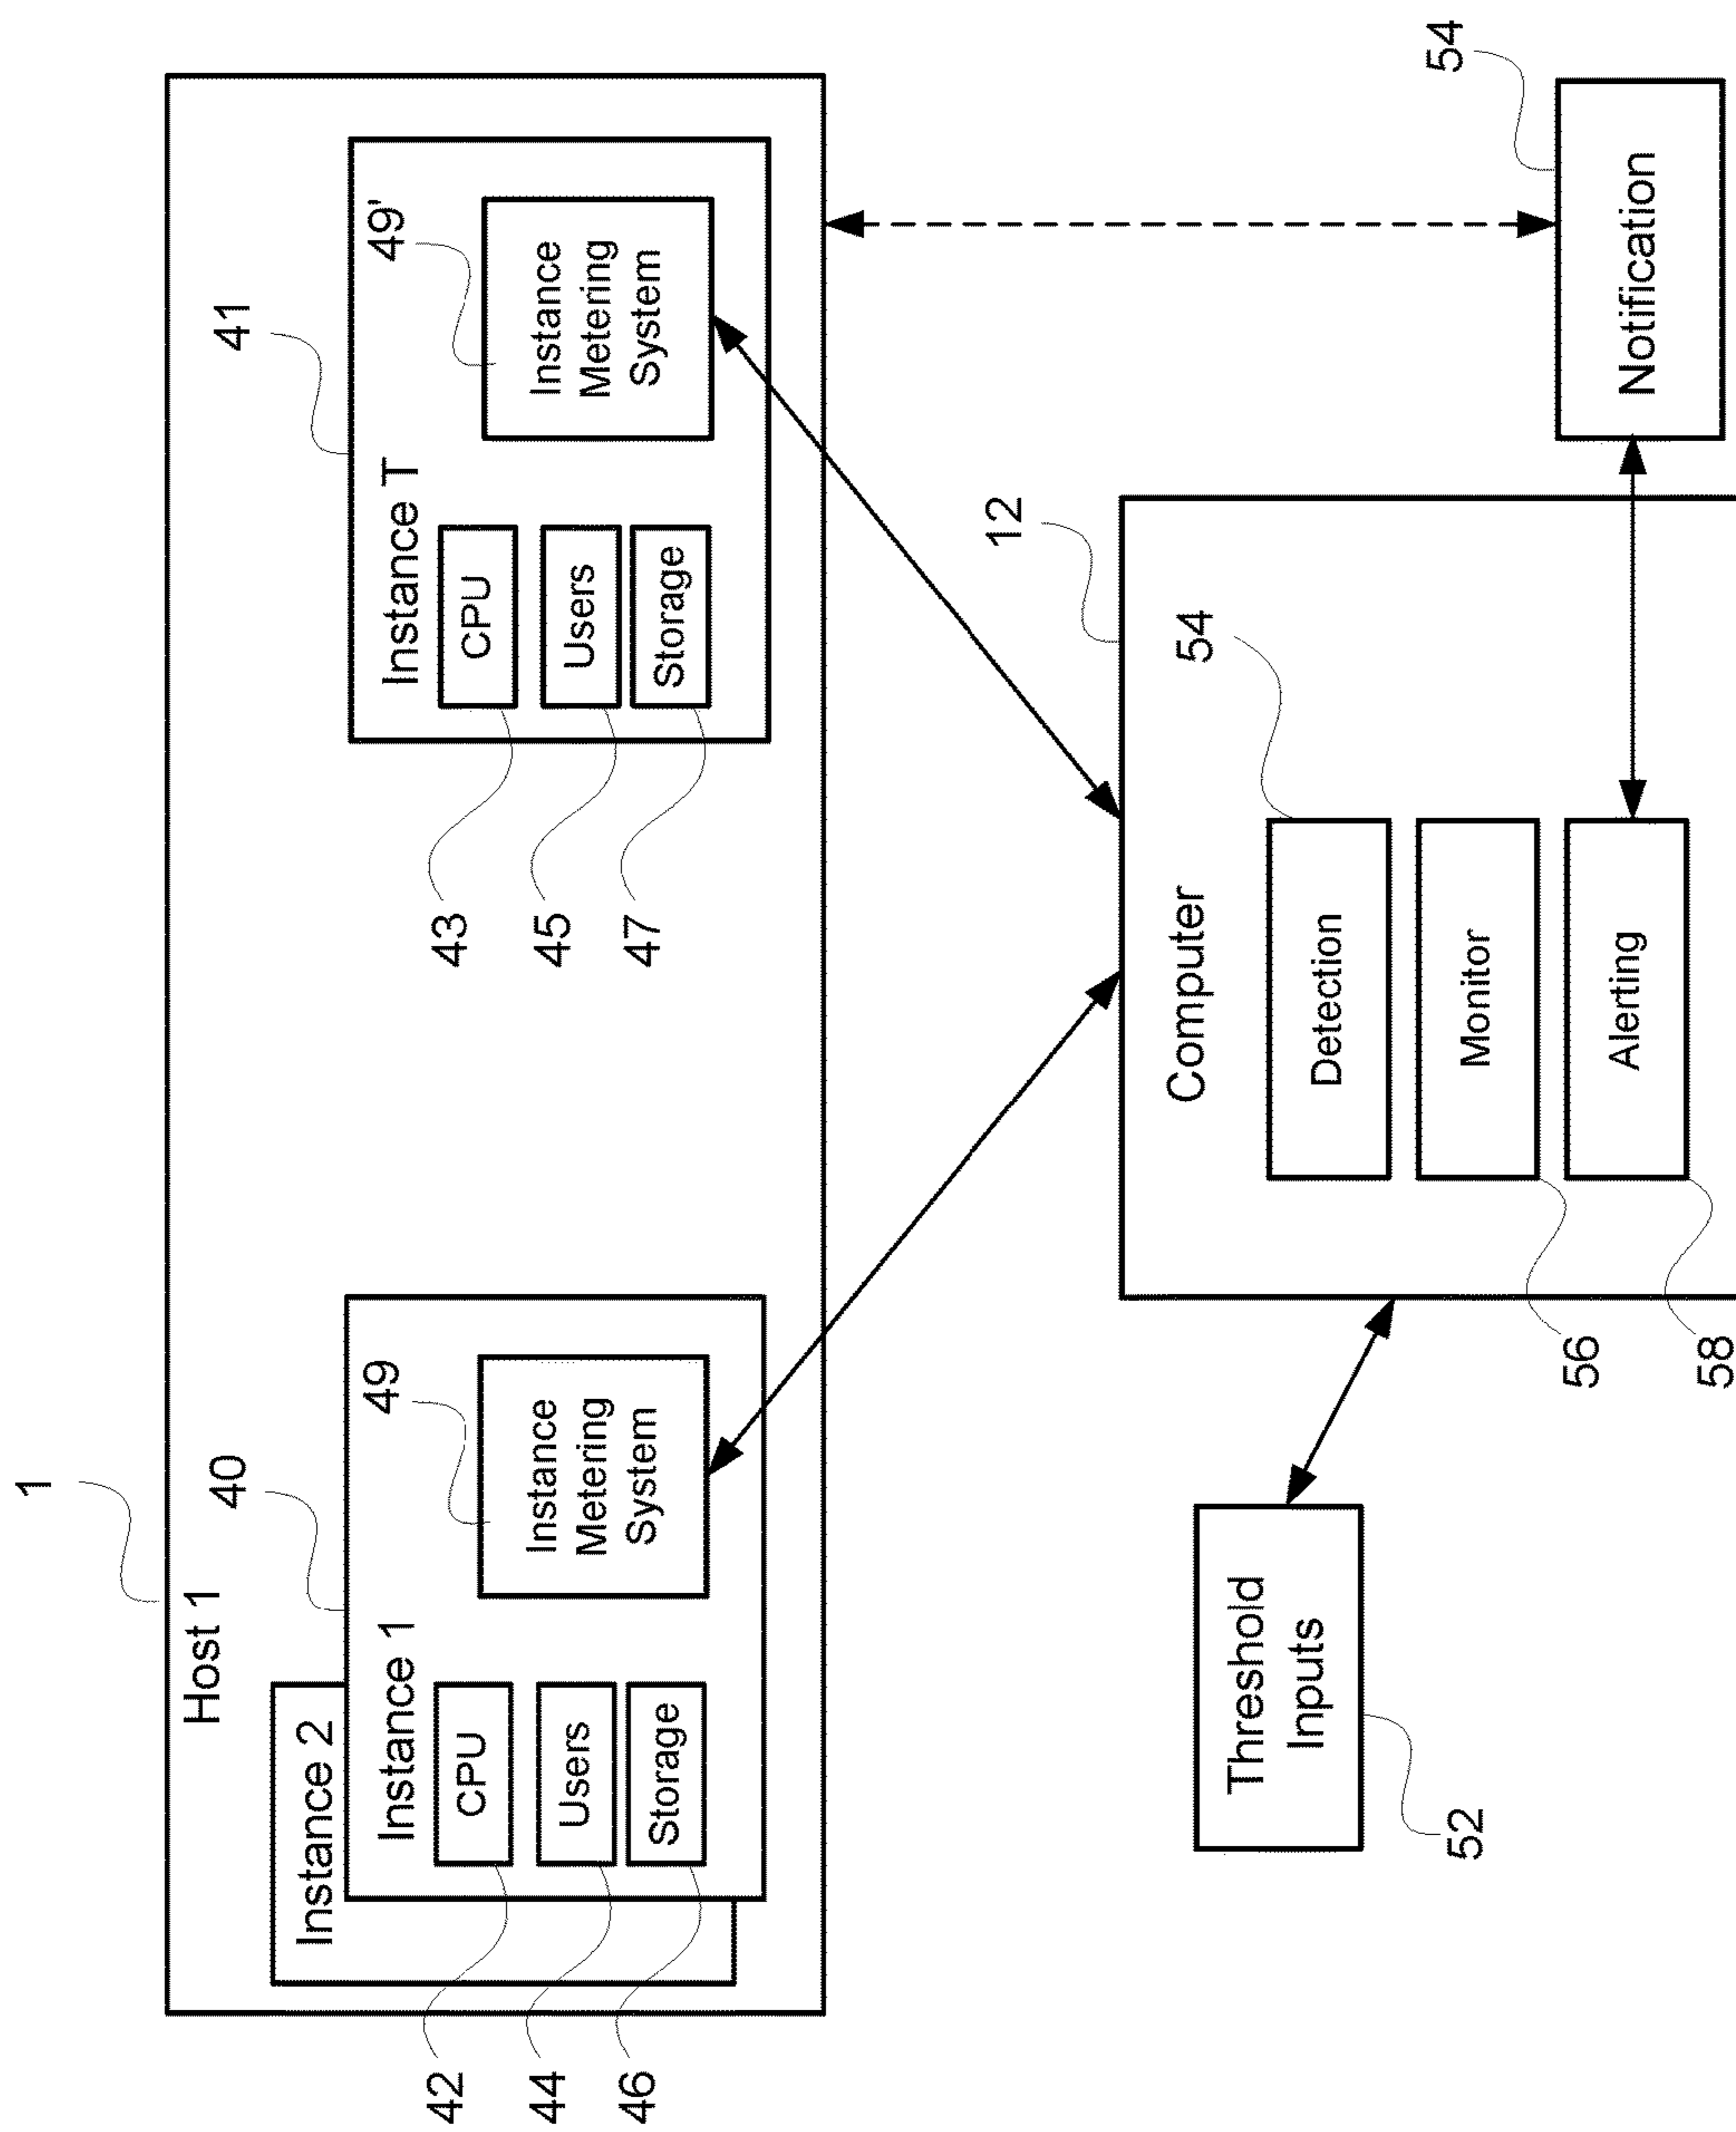 1
Host 1
40
41
Instance 2
Instance 1
49
CPU
Users
Storage
Instance
Metering
System
Instance T
49'
CPU
Users
Storage
Instance
Metering
System
42
44
46
43
45
47
12
Computer
54
Detection
Monitor
Alerting
56
58
Threshold
Inputs
52
54
Notification